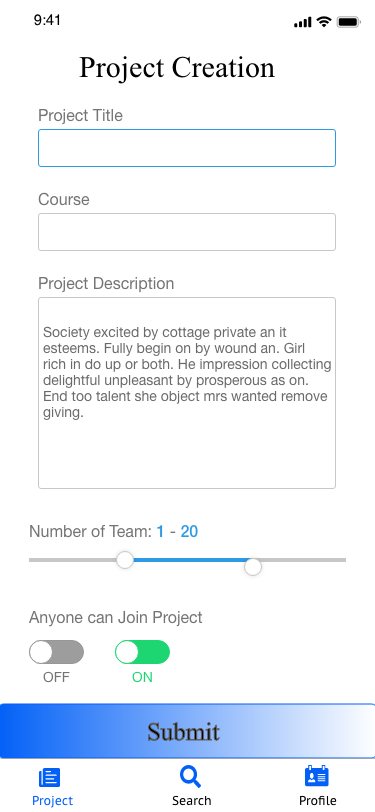 9:41
Project Creation
Project Title
Course
Project Description
Society excited by cottage private an it
esteems. Fully begin on by wound an. Girl
rich in do up or both. He impression collecting
delightful unpleasant by prosperous as on.
End too talent she object mrs wanted remove
giving.
Number of Team: 1 - 20
Anyone can Join Project
OFF ON
Submit
Project Search Profile